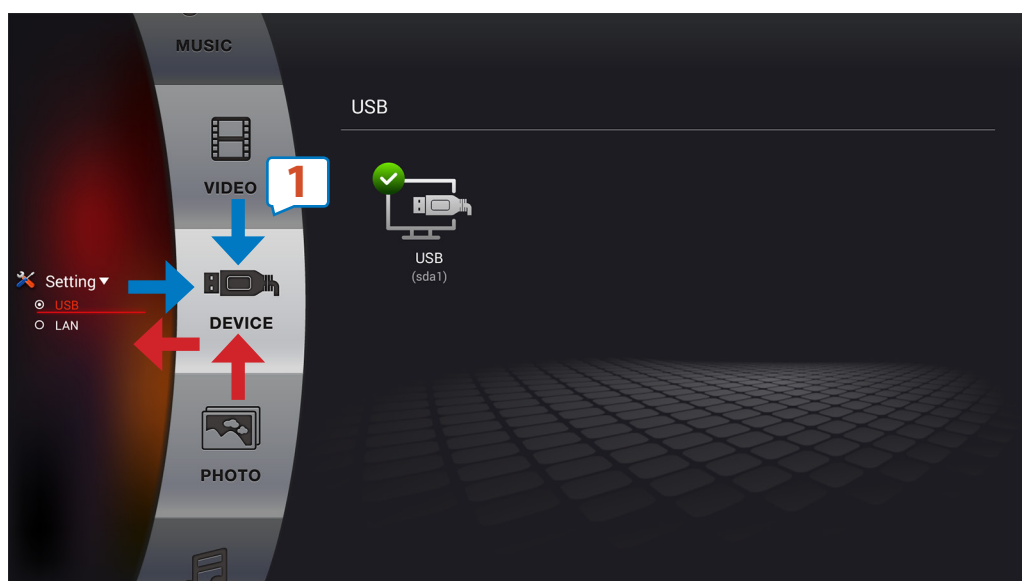 MUSIC
USB
VIDEO
1
Setting
USB
LAN
DEVICE
USB
(sda1)
PHOTO